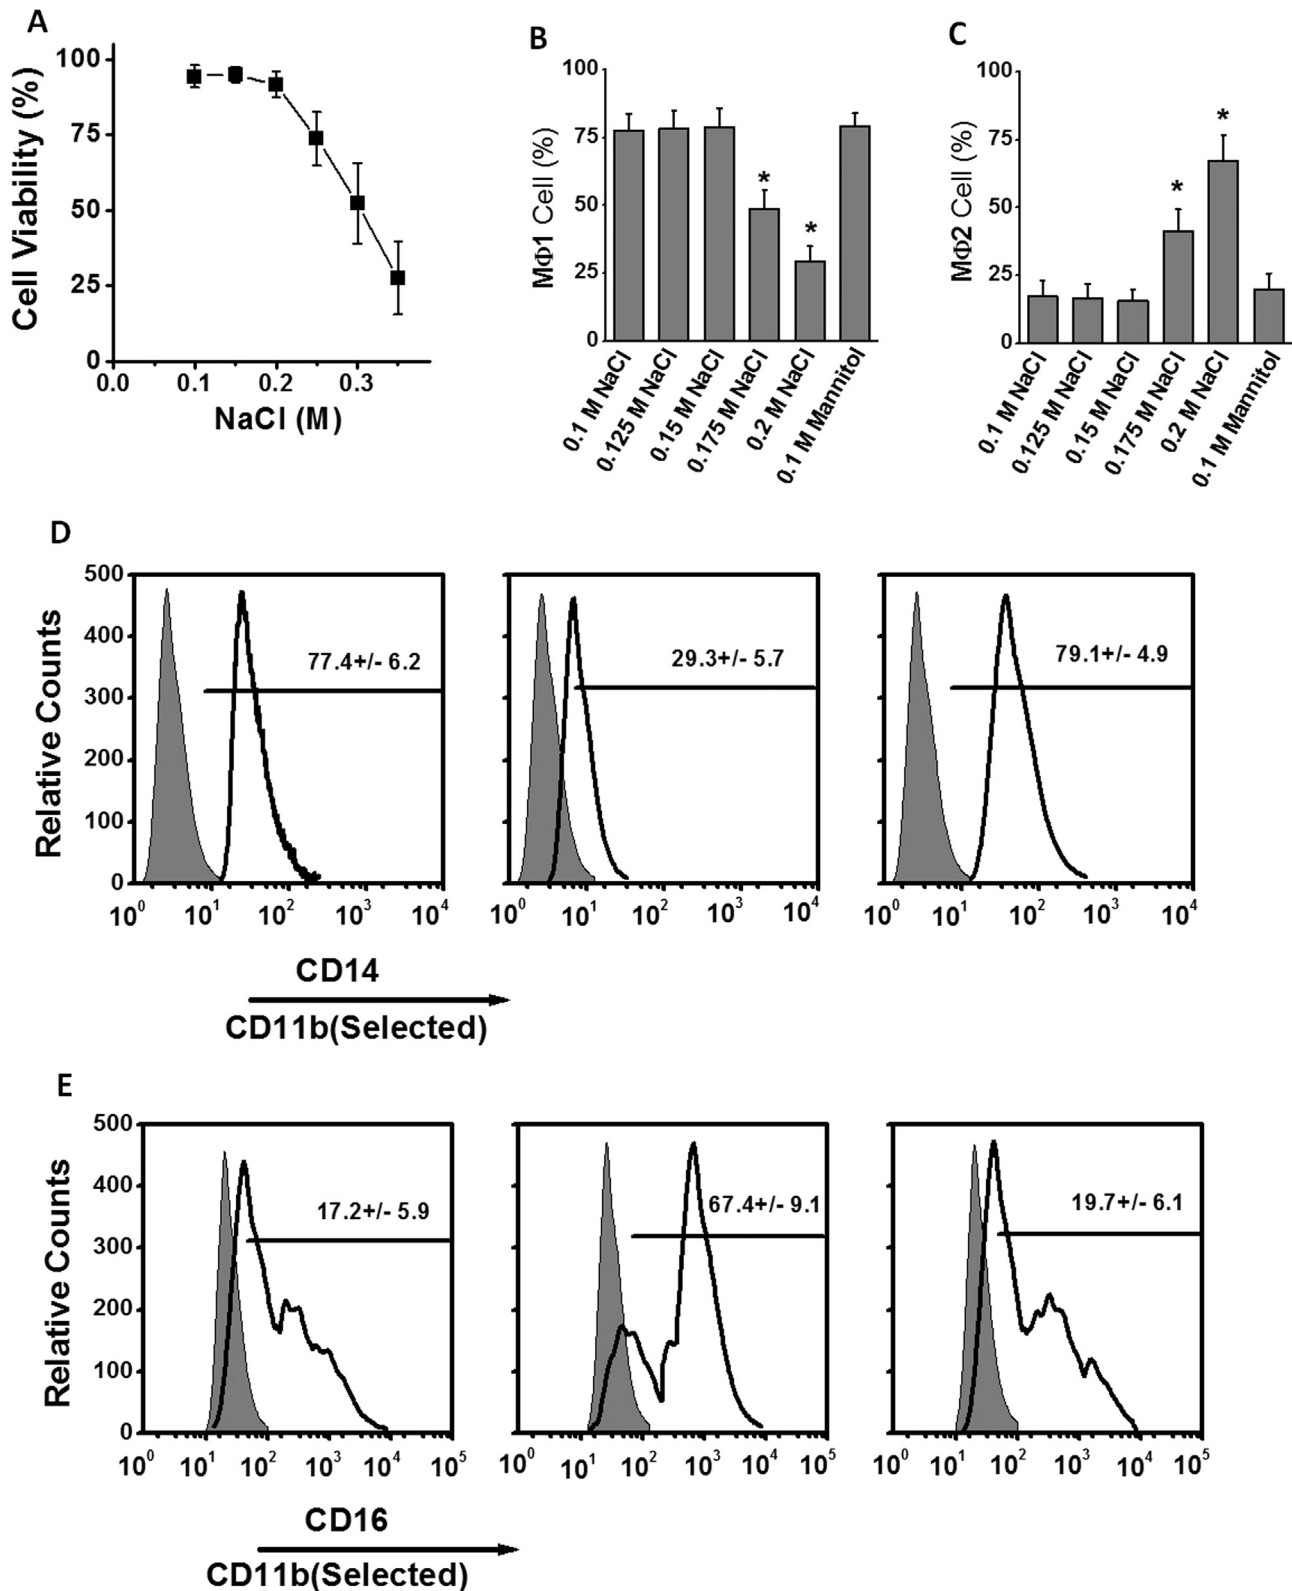 A
Cell Viability (%)
100
75
50
25
0
0.0 0.1 0.2 0.3
NaCl (M)
B
MΦ1 Cell (%)
100
75
50
25
0
* *
0.1 M NaCl
0.125 M NaCl
0.15 M NaCl
0.175 M NaCl
0.2 M NaCl
0.1 M Mannitol
C
MΦ2 Cell (%)
100
75
50
25
0
* *
0.1 M NaCl
0.125 M NaCl
0.15 M NaCl
0.175 M NaCl
0.2 M NaCl
0.1 M Mannitol
D
Relative Counts
500
400
300
200
100
0
77.4+/- 6.2
29.3+/- 5.7
79.1+/- 4.9
10⁰ 10¹ 10² 10³ 10⁴
10⁰ 10¹ 10² 10³ 10⁴
10⁰ 10¹ 10² 10³ 10⁴
CD14
CD11b(Selected)
E
Relative Counts
500
400
300
200
100
0
17.2+/- 5.9
67.4+/- 9.1
19.7+/- 6.1
10⁰ 10¹ 10² 10³ 10⁴ 10⁵
10⁰ 10¹ 10² 10³ 10⁴ 10⁵
10⁰ 10¹ 10² 10³ 10⁴ 10⁵
CD16
CD11b(Selected)